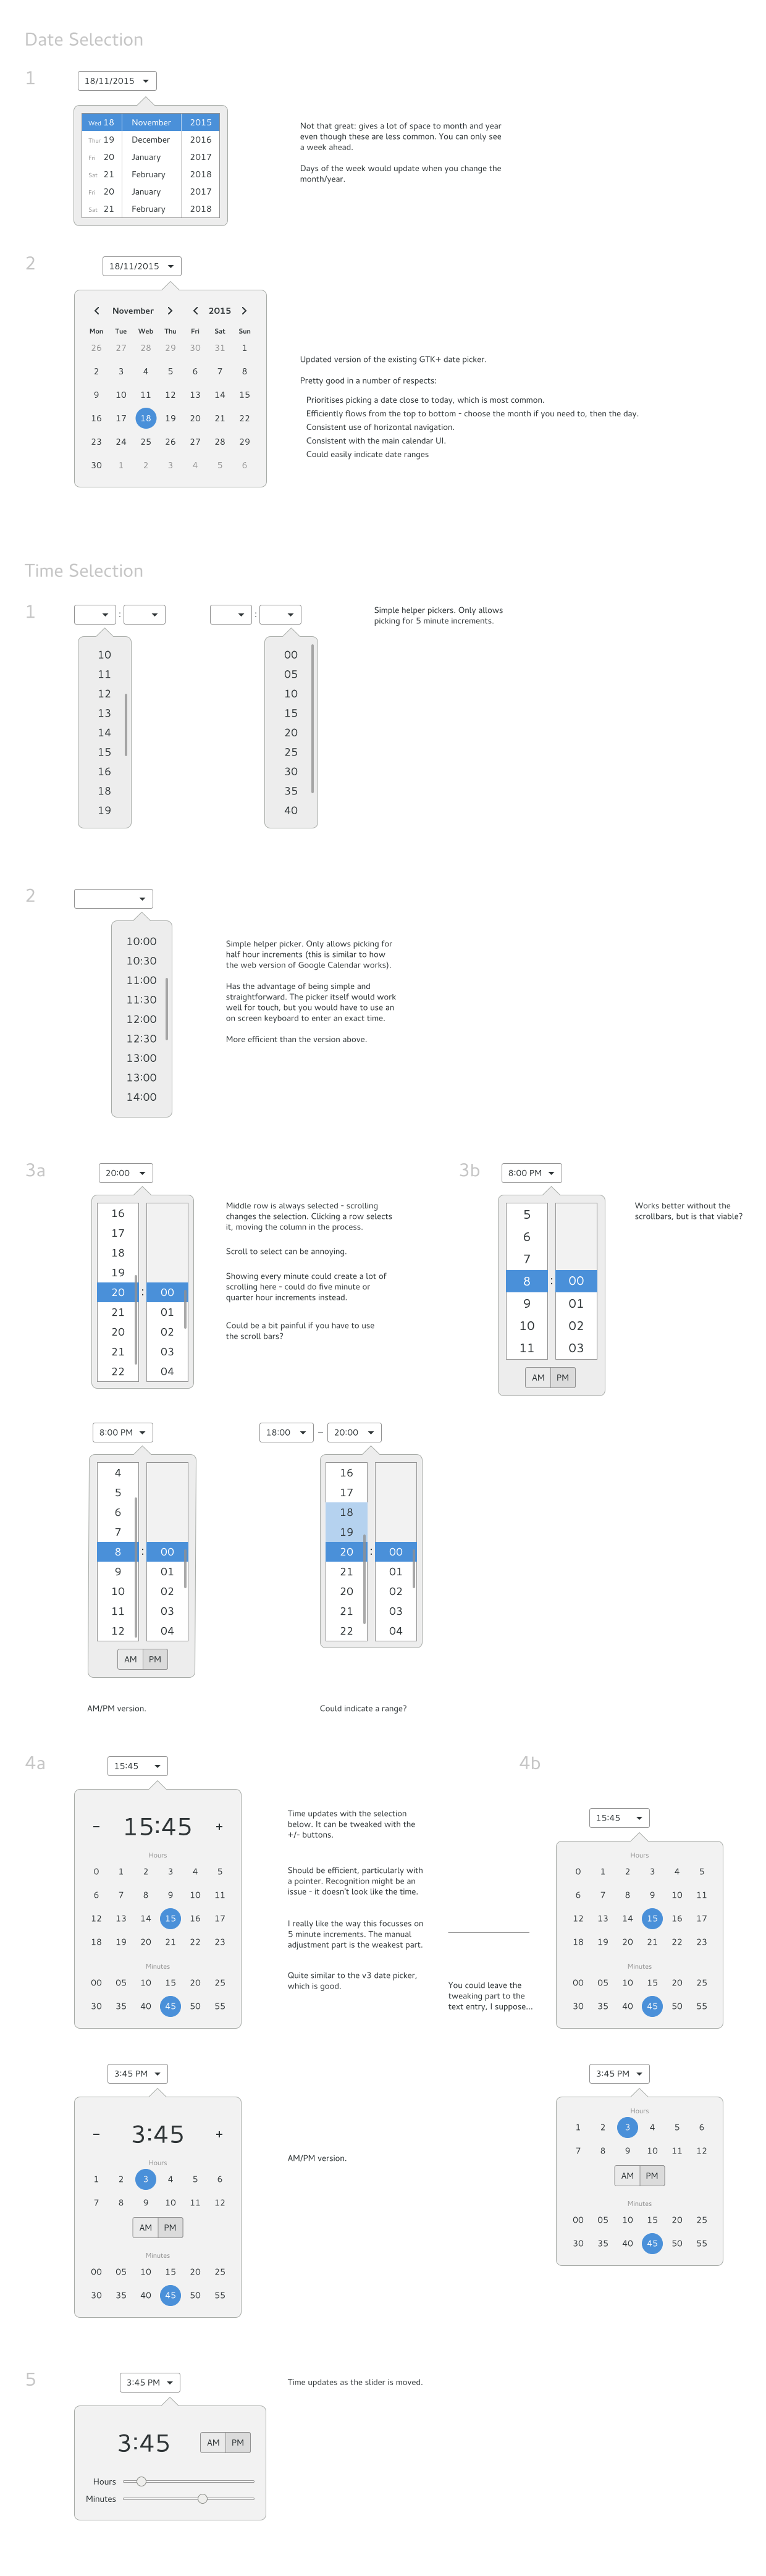 Date Selection
1
18/11/2015
Wed 18 November 2015
Thur 19 December 2016
Fri 20 January 2017
Sat 21 February 2018
Fri 20 January 2017
Sat 21 February 2018
Not that great: gives a lot of space to month and year
even though these are less common. You can only see
a week ahead.
Days of the week would update when you change the
month/year.
2
18/11/2015
November 2015
Mon Tue Web Thu Fri Sat Sun
26 27 28 29 30 31 1
2 3 4 5 6 7 8
9 10 11 12 13 14 15
16 17 18 19 20 21 22
23 24 25 26 27 28 29
30 1 2 3 4 5 6
Updated version of the existing GTK+ date picker.
Pretty good in a number of respects:
Prioritises picking a date close to today, which is most common.
Efficiently flows from the top to bottom - choose the month if you need to, then the day.
Consistent use of horizontal navigation.
Consistent with the main calendar UI.
Could easily indicate date ranges
Time Selection
1
:
10
11
12
13
14
15
16
18
19
:
00
05
10
15
20
25
30
35
40
Simple helper pickers. Only allows
picking for 5 minute increments.
2
10:00
10:30
11:00
11:30
12:00
12:30
13:00
13:00
14:00
Simple helper picker. Only allows picking for
half hour increments (this is similar to how
the web version of Google Calendar works).
Has the advantage of being simple and
straightforward. The picker itself would work
well for touch, but you would have to use an
on screen keyboard to enter an exact time.
More efficient than the version above.
3a
20:00
16
17
18
19
20 : 00
21 01
20 02
21 03
22 04
Middle row is always selected - scrolling
changes the selection. Clicking a row selects
it, moving the column in the process.
Scroll to select can be annoying.
Showing every minute could create a lot of
scrolling here - could do five minute or
quarter hour increments instead.
Could be a bit painful if you have to use
the scroll bars?
3b
8:00 PM
5
6
7
8 : 00
9 01
10 02
11 03
AM PM
Works better without the
scrollbars, but is that viable?
8:00 PM
4
5
6
7
8 : 00
9 01
10 02
11 03
12 04
AM PM
AM/PM version.
18:00 – 20:00
16
17
18
19
20 : 00
21 01
20 02
21 03
22 04
Could indicate a range?
4a
15:45
– 15:45 +
Hours
0 1 2 3 4 5
6 7 8 9 10 11
12 13 14 15 16 17
18 19 20 21 22 23
Minutes
00 05 10 15 20 25
30 35 40 45 50 55
Time updates with the selection
below. It can be tweaked with the
+/- buttons.
Should be efficient, particularly with
a pointer. Recognition might be an
issue - it doesn't look like the time.
I really like the way this focusses on
5 minute increments. The manual
adjustment part is the weakest part.
Quite similar to the v3 date picker,
which is good.
You could leave the
tweaking part to the
text entry, I suppose...
4b
15:45
Hours
0 1 2 3 4 5
6 7 8 9 10 11
12 13 14 15 16 17
18 19 20 21 22 23
Minutes
00 05 10 15 20 25
30 35 40 45 50 55
3:45 PM
– 3:45 +
Hours
1 2 3 4 5 6
7 8 9 10 11 12
AM PM
Minutes
00 05 10 15 20 25
30 35 40 45 50 55
AM/PM version.
3:45 PM
Hours
1 2 3 4 5 6
7 8 9 10 11 12
AM PM
Minutes
00 05 10 15 20 25
30 35 40 45 50 55
5
3:45 PM
3:45 AM PM
Hours
Minutes
Time updates as the slider is moved.